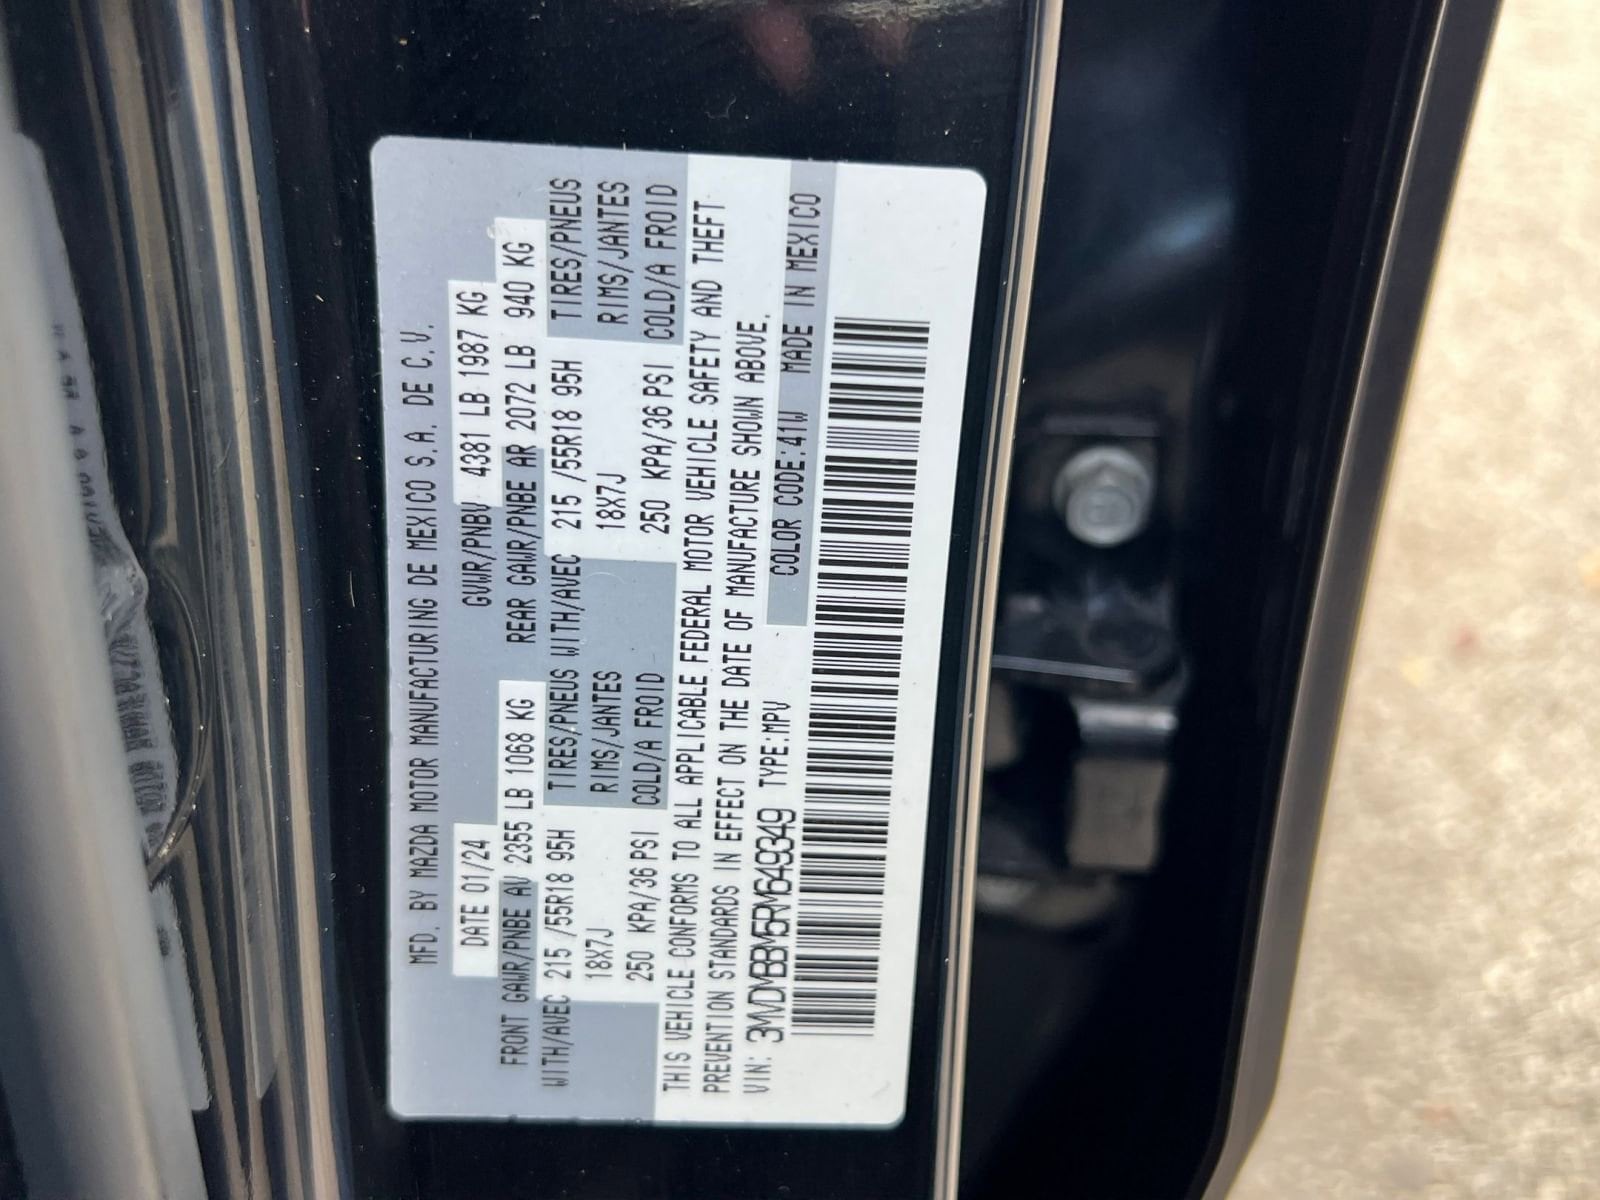 MFD. BY MAZDA MOTOR MANUFACTURING DE MEXICO S.A. DE C.V.
DATE 01/24 GVWR/PNBV 4381 LB 1987 KG
FRONT GAWR/PNBE AV 2355 LB 1068 KG REAR GAWR/PNBE AR 2072 LB 940 KG
WITH/AVEC 215 /55R18 95H TIRES/PNEUS WITH/AVEC 215 /55R18 95H TIRES/PNEUS
18X7J RIMS/JANTES 18X7J RIMS/JANTES
250 KPA/36 PSI COLD/A FROID 250 KPA/36 PSI COLD/A FROID
THIS VEHICLE CONFORMS TO ALL APPLICABLE FEDERAL MOTOR VEHICLE SAFETY AND THEFT
PREVENTION STANDARDS IN EFFECT ON THE DATE OF MANUFACTURE SHOWN ABOVE.
VIN: 3MVDMBBM5RM649349 TYPE:MPV COLOR CODE:41W MADE IN MEXICO